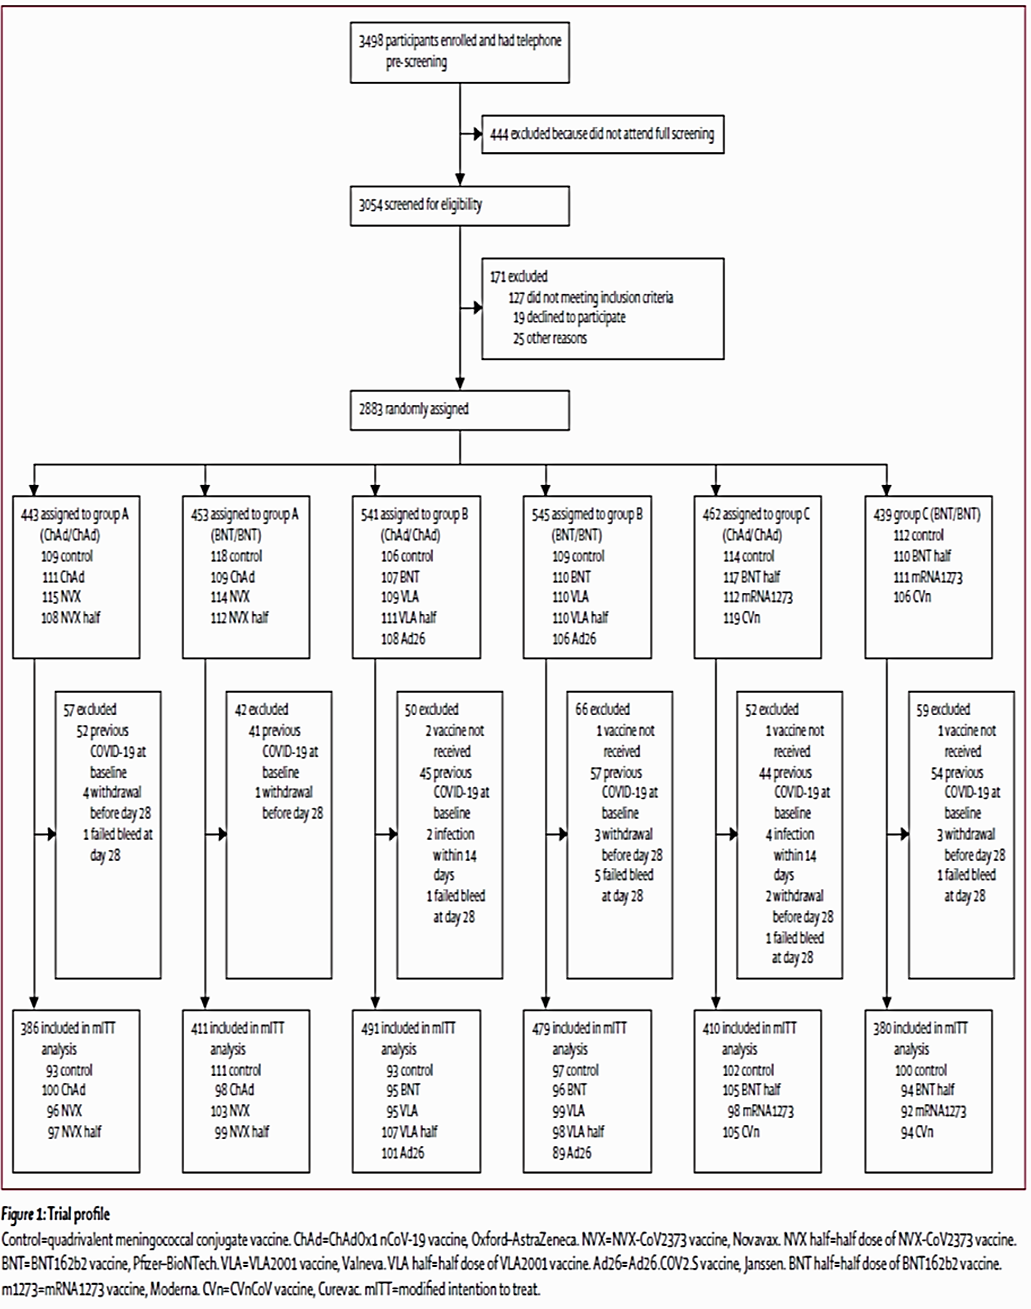 3498 participants enrolled and had telephone
pre-screening
444 excluded because did not attend full screening
3054 screened for eligibility
171 excluded
127 did not meeting inclusion criteria
19 declined to participate
25 other reasons
2883 randomly assigned
443 assigned to group A
(ChAd/ChAd)
109 control
111 ChAd
115 NVX
108 NVX half
453 assigned to group A
(BNT/BNT)
118 control
109 ChAd
114 NVX
112 NVX half
541 assigned to group B
(ChAd/ChAd)
106 control
107 BNT
109 VLA
111 VLA half
108 Ad26
545 assigmed to group B
(BNT/BNT)
109 control
110 BNT
110 VLA
110 VLA half
106 Ad26
462 assigned to group C
(ChAd/ChAd)
114 control
117 BNT half
112 mRNA1273
119 CVn
439 group C (BNT/BNT)
112 control
110 BNT half
111 mRNA1273
106 CVn
57 excluded
52 previous
COVID-19 at
baseline
4 withdrawal
before day 28
1 failed bleed at
day 28
42 excluded
41 previous
COVID-19 at
baseline
1 withdrawal
before day 28
50 excluded
2 vaccine not
received
45 previous
COVID-19 at
baseline
2 infection
within 14
days
1 failed bleed
at day 28
66 excluded
1 vaccine not
received
57 previous
COVID-19 at
baseline
3 withdrawal
before day 28
5 failed bleed
at day 28
52 excluded
1 vaccine not
received
44 previous
COVID-19 at
baseline
4 infection
within 14
days
2 withdrawal
before day 28
1 failed bleed
at day 28
59 excluded
1 vaccine not
received
54 previous
COVID-19 at
baseline
3 withdrawal
before day 28
1 failed bleed
at day 28
386 included in mITT
analysis
93 control
100 ChAd
96 NVX
97 NVX half
411 included in mITT
analysis
111 control
98 ChAd
103 NVX
99 NVX half
491 included in mITT
analysis
93 control
95 BNT
95 VLA
107 VLA half
101 Ad26
479 included in mITT
analysis
97 control
96 BNT
99 VLA
98 VLA half
89 Ad26
410 included in mITT
analysis
102 control
105 BNT half
98 mRNA1273
105 CVn
380 included in mITT
analysis
100 control
94 BNT half
92 mRNA1273
94 CVn
Figure 1: Trial profile
Control=quadrivalent meningococcal conjugate vaccine. ChAd=ChAdOx1 nCoV-19 vaccine, Oxford–AstraZeneca. NVX=NVX-CoV2373 vaccine, Novavax. NVX half=half dose of NVX-CoV2373 vaccine.
BNT=BNT162b2 vaccine, Pfizer–BioNTech. VLA=VLA2001 vaccine, Valneva. VLA half=half dose of VLA2001 vaccine. Ad26=Ad26.COV2.S vaccine, Janssen. BNT half=half dose of BNT162b2 vaccine.
m1273=mRNA1273 vaccine, Moderna. CVn=CVnCoV vaccine, Curevac. mITT=modified intention to treat.